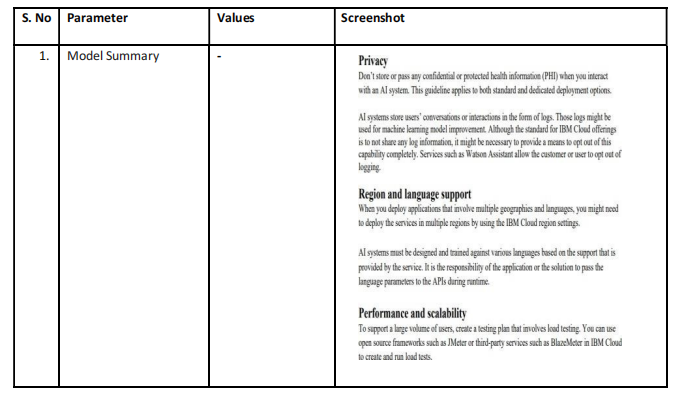 S. No Parameter Values Screenshot
1. Model Summary -
Privacy
Don't store or pass any confidential or protected health information (PHI) when you interact
with an AI system. This guideline applies to both standard and dedicated deployment options.
AI systems store users' conversations or interactions in the form of logs. Those logs might be
used for machine learning model improvement. Although the standard for IBM Cloud offerings
is to not share any log information, it might be necessary to provide a means to opt out of this
capability completely. Services such as Watson Assistant allow the customer or user to opt out of
logging.
Region and language support
When you deploy applications that involve multiple geographies and languages, you might need
to deploy the services in multiple regions by using the IBM Cloud region settings.
AI systems must be designed and trained against various languages based on the support that is
provided by the service. It is the responsibility of the application or the solution to pass the
language parameters to the APIs during runtime.
Performance and scalability
To support a large volume of users, create a testing plan that involves load testing. You can use
open source frameworks such as JMeter or third-party services such as BlazeMeter in IBM Cloud
to create and run load tests.